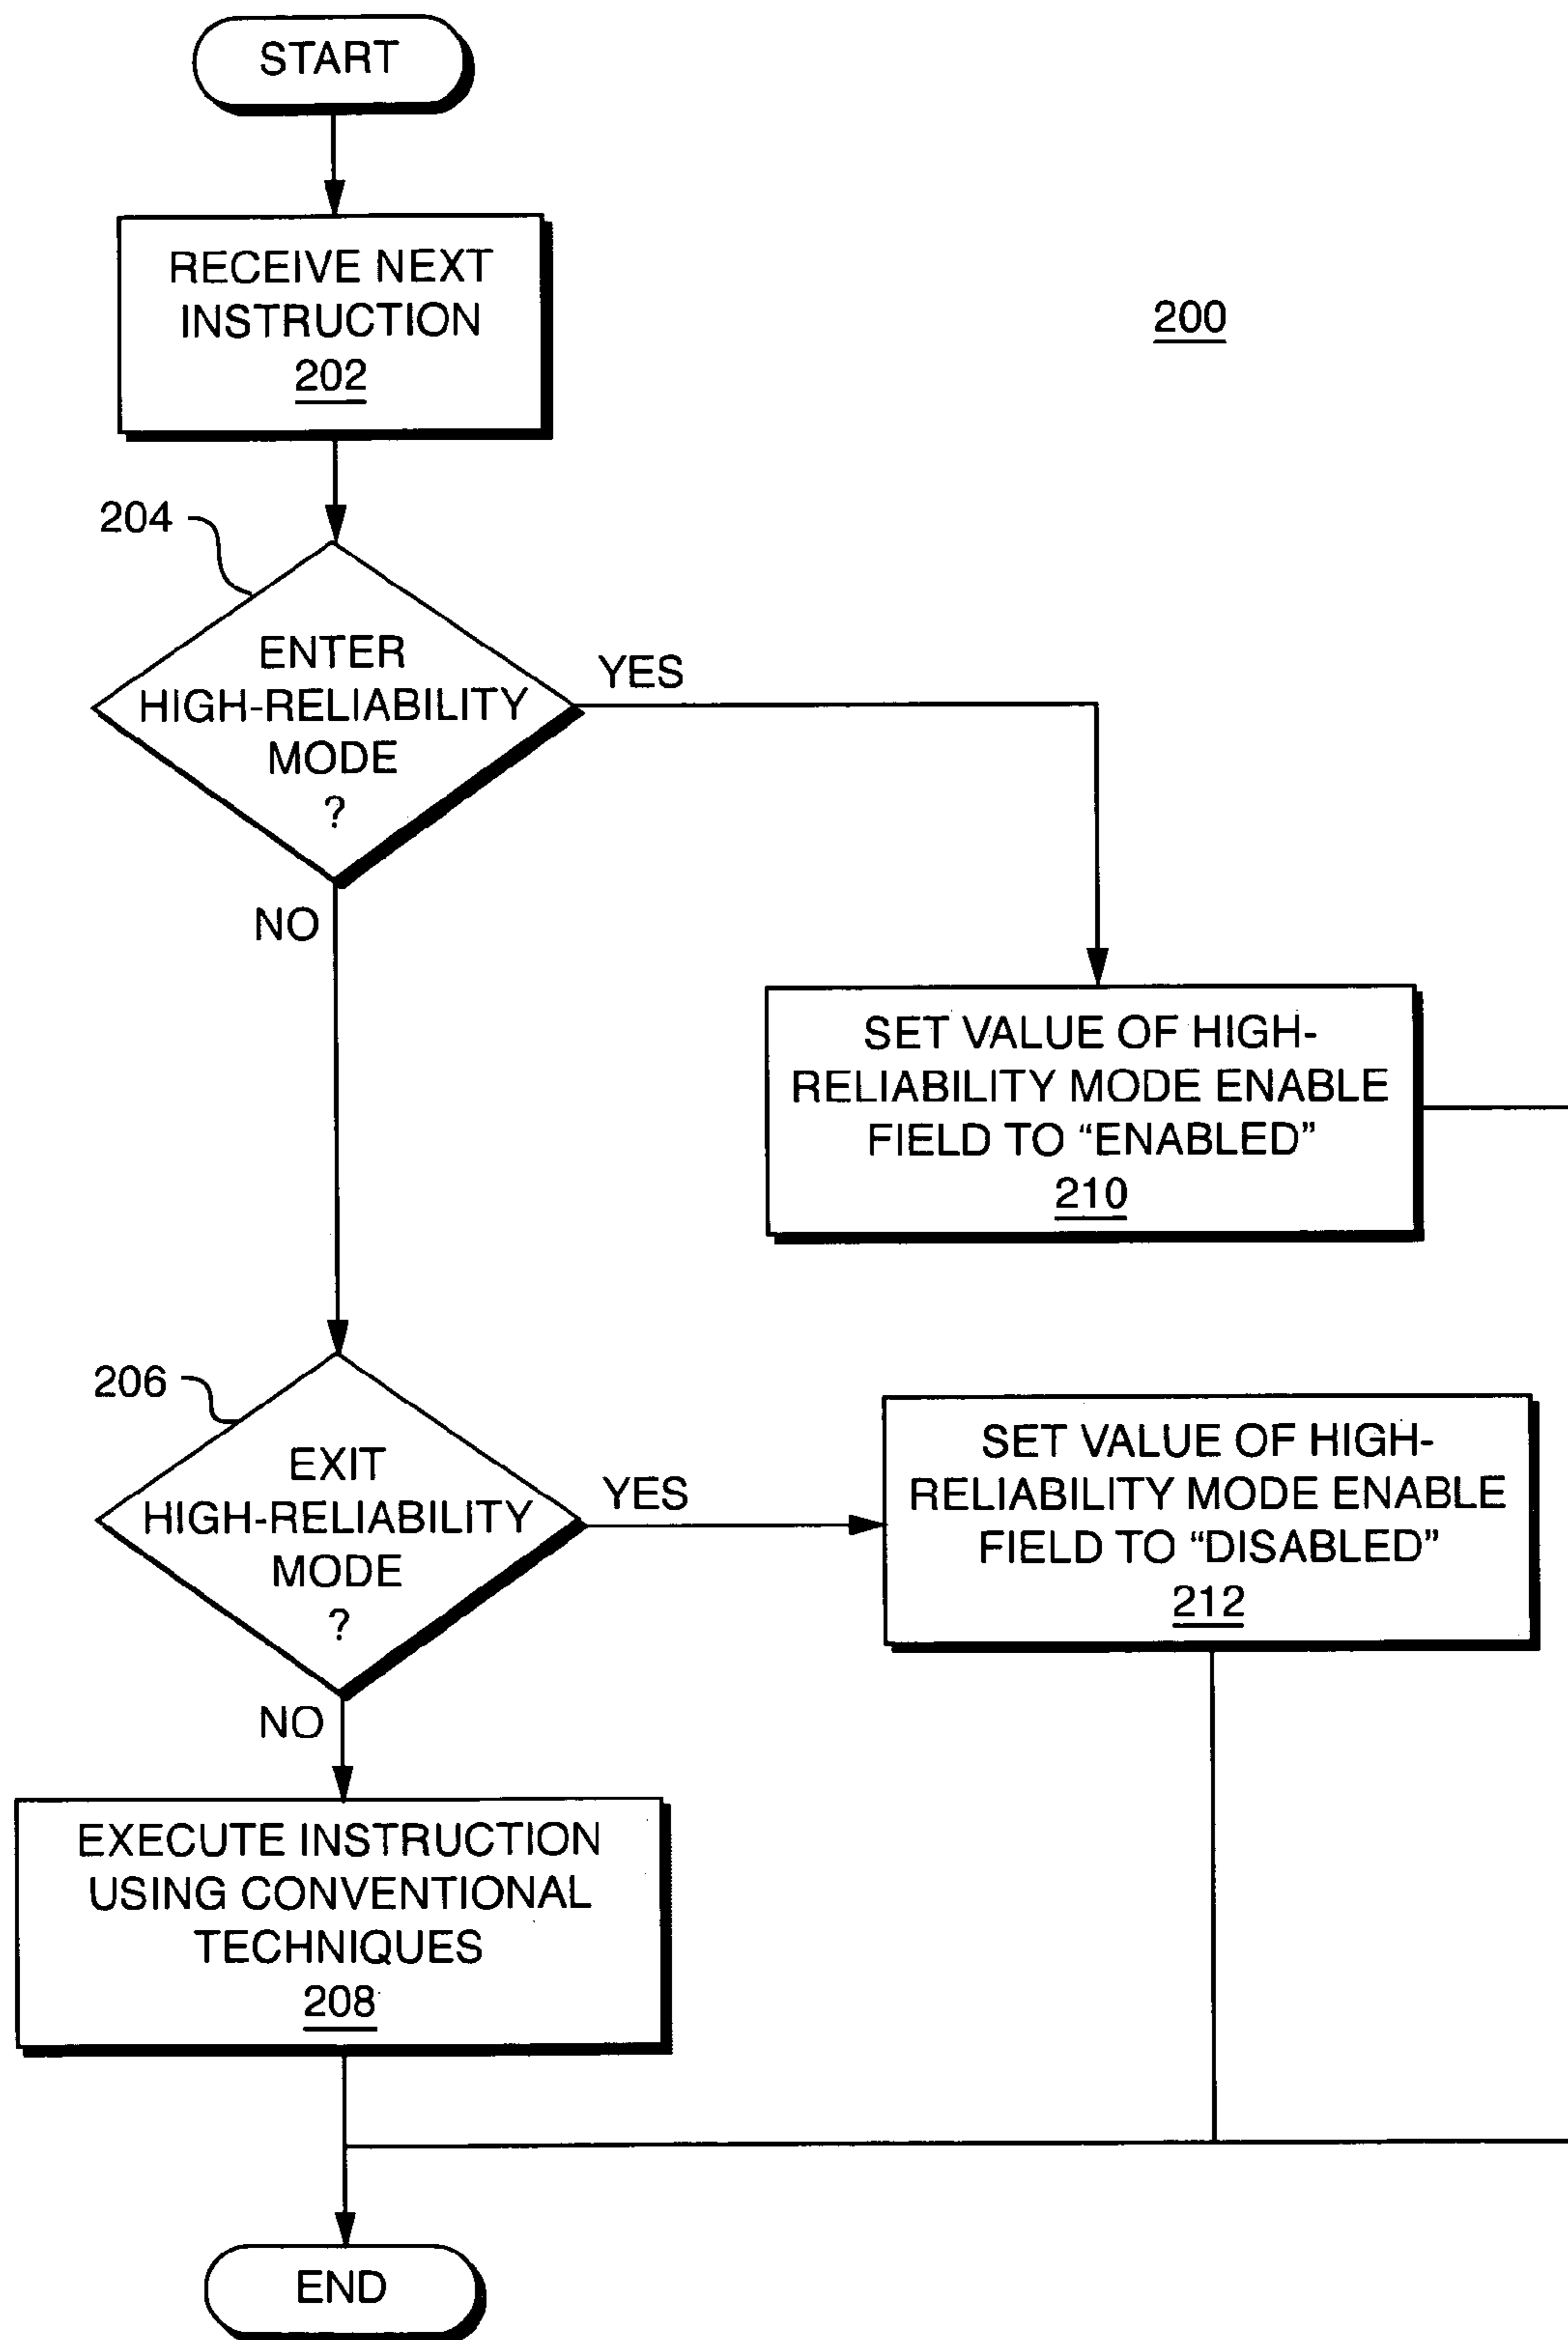 START
RECEIVE NEXT
INSTRUCTION
202
200
204
ENTER
HIGH-RELIABILITY
MODE
?
YES
NO
SET VALUE OF HIGH-
RELIABILITY MODE ENABLE
FIELD TO “ENABLED”
210
206
EXIT
HIGH-RELIABILITY
MODE
?
YES
NO
SET VALUE OF HIGH-
RELIABILITY MODE ENABLE
FIELD TO “DISABLED”
212
EXECUTE INSTRUCTION
USING CONVENTIONAL
TECHNIQUES
208
END